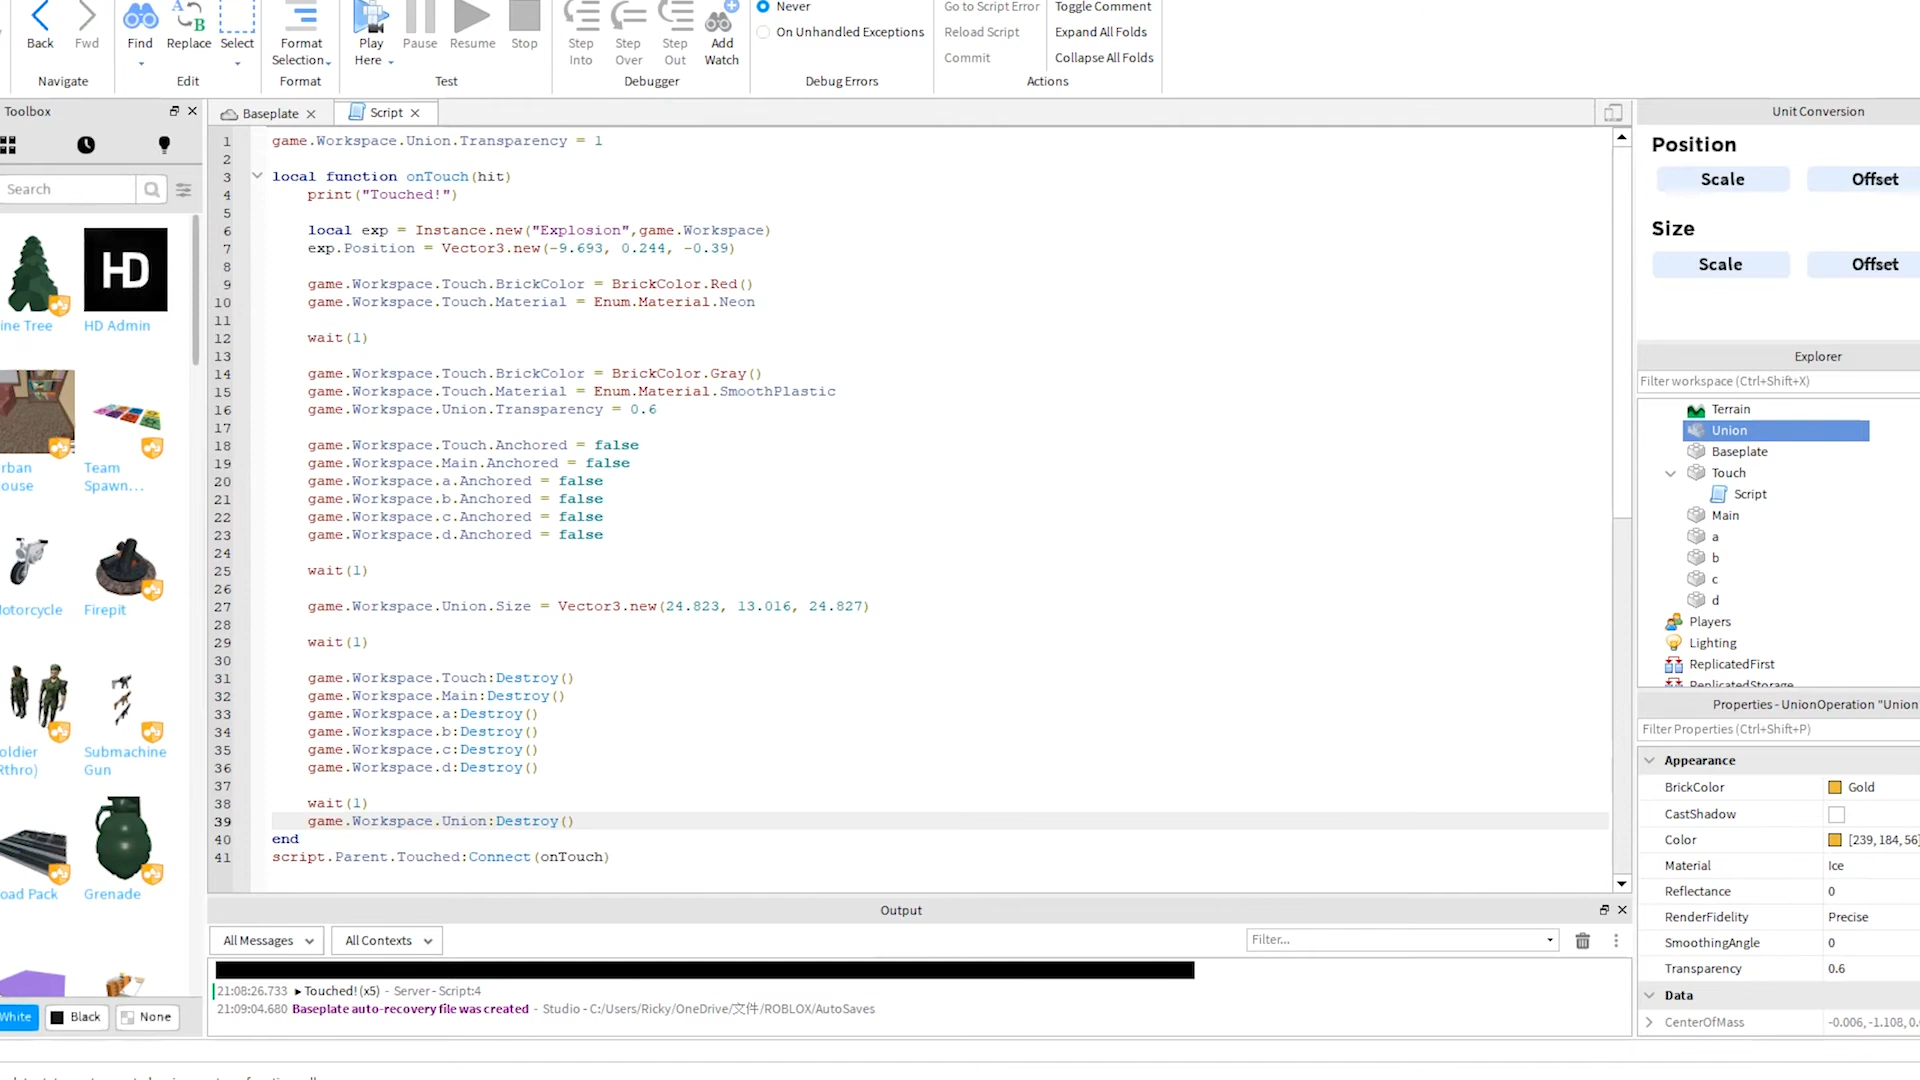 Back
Fwd
Find
Replace
Select
Format
Selection
Play
Here
Pause
Resume
Stop
Step
Into
Step
Over
Step
Out
Add
Watch
Never
On Unhandled Exceptions
Go to Script Error
Reload Script
Commit
Toggle Comment
Expand All Folds
Collapse All Folds
Navigate
Edit
Format
Test
Debugger
Debug Errors
Actions
Toolbox
Search
ine Tree
HD
HD Admin
rban
ouse
Team
Spawn...
otorcycle
Firepit
oldier
Rthro)
Submachine
Gun
oad Pack
Grenade
White
Black
None
Baseplate
Script
1 game.Workspace.Union.Transparency = 1
2
3 local function onTouch(hit)
4 print("Touched!")
5
6 local exp = Instance.new("Explosion",game.Workspace)
7 exp.Position = Vector3.new(-9.693, 0.244, -0.39)
8
9 game.Workspace.Touch.BrickColor = BrickColor.Red()
10 game.Workspace.Touch.Material = Enum.Material.Neon
11
12 wait(1)
13
14 game.Workspace.Touch.BrickColor = BrickColor.Gray()
15 game.Workspace.Touch.Material = Enum.Material.SmoothPlastic
16 game.Workspace.Union.Transparency = 0.6
17
18 game.Workspace.Touch.Anchored = false
19 game.Workspace.Main.Anchored = false
20 game.Workspace.a.Anchored = false
21 game.Workspace.b.Anchored = false
22 game.Workspace.c.Anchored = false
23 game.Workspace.d.Anchored = false
24
25 wait(1)
26
27 game.Workspace.Union.Size = Vector3.new(24.823, 13.016, 24.827)
28
29 wait(1)
30
31 game.Workspace.Touch:Destroy()
32 game.Workspace.Main:Destroy()
33 game.Workspace.a:Destroy()
34 game.Workspace.b:Destroy()
35 game.Workspace.c:Destroy()
36 game.Workspace.d:Destroy()
37
38 wait(1)
39 game.Workspace.Union:Destroy()
40 end
41 script.Parent.Touched:Connect(onTouch)
Output
All Messages
All Contexts
Filter...
21:08:26.733 ▸ Touched! (x5) - Server - Script:4
21:09:04.680 Baseplate auto-recovery file was created - Studio - C:/Users/Ricky/OneDrive/文件/ROBLOX/AutoSaves
Unit Conversion
Position
Scale
Offset
Size
Scale
Offset
Explorer
Filter workspace (Ctrl+Shift+X)
Terrain
Union
Baseplate
Touch
Script
Main
a
b
c
d
Players
Lighting
ReplicatedFirst
ReplicatedStorage
Properties - UnionOperation "Union
Filter Properties (Ctrl+Shift+P)
Appearance
BrickColor Gold
CastShadow
Color [239, 184, 56]
Material Ice
Reflectance 0
RenderFidelity Precise
SmoothingAngle 0
Transparency 0.6
Data
CenterOfMass -0.006, -1.108, 0.0